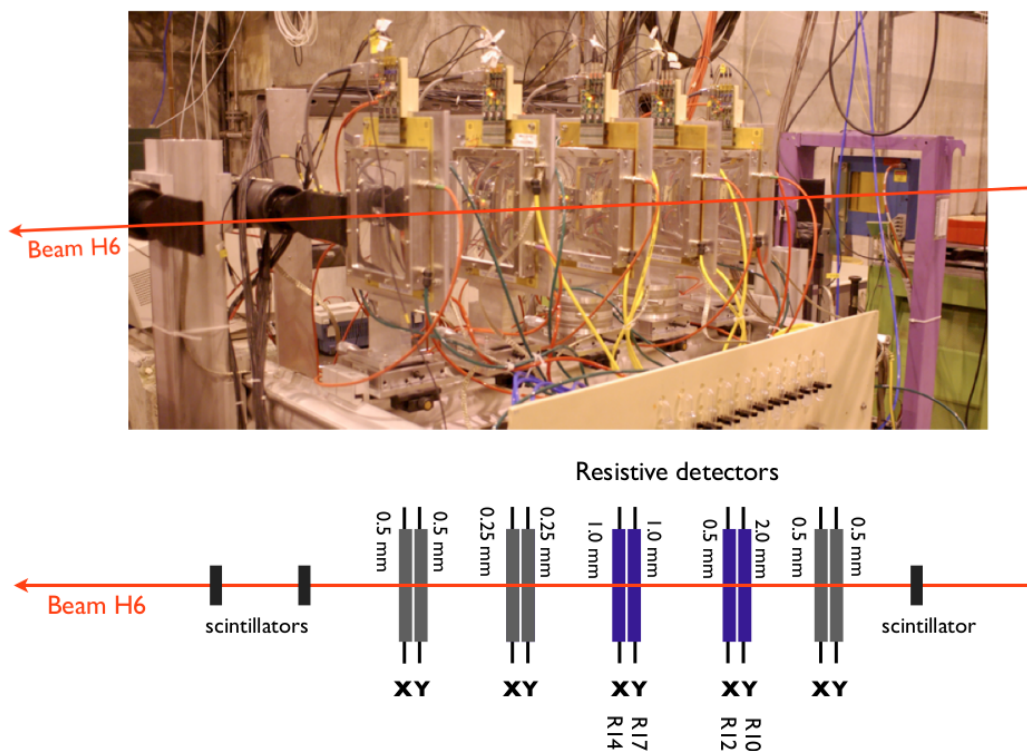 Beam H6
Resistive detectors
0.5 mm
0.5 mm
0.25 mm
0.25 mm
1.0 mm
1.0 mm
0.5 mm
2.0 mm
0.5 mm
0.5 mm
Beam H6
scintillators
scintillator
XY
XY
XY
XY
XY
R14
R17
R12
R10